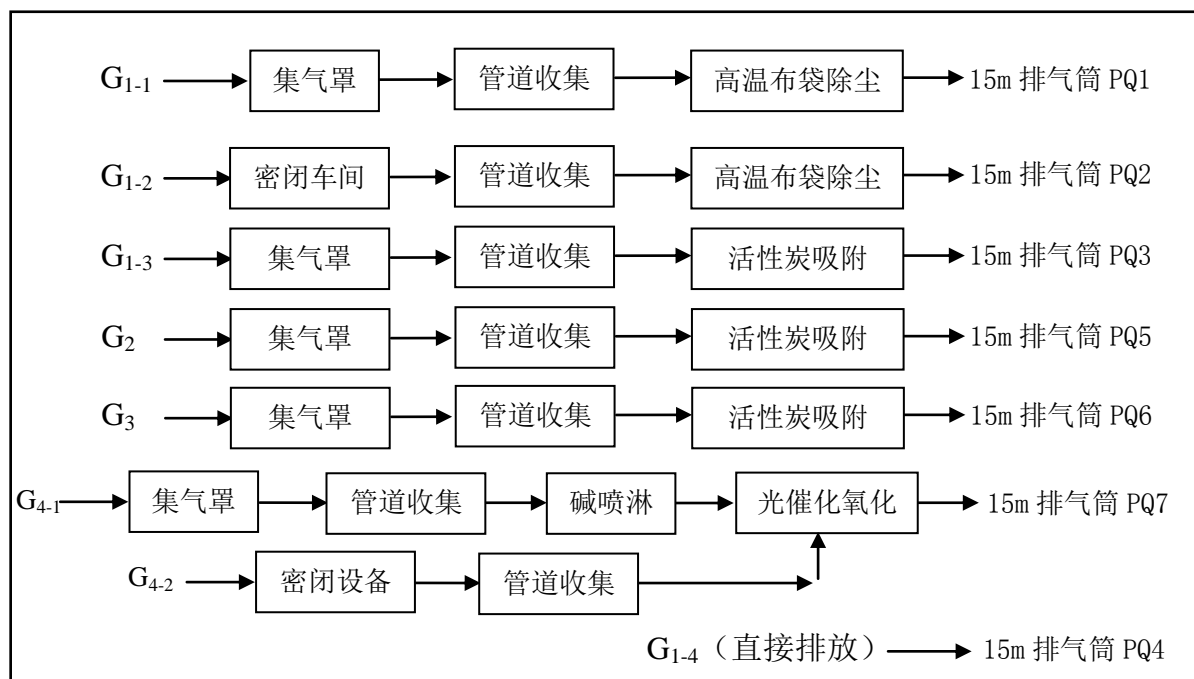 G1-1 集气罩 管道收集 高温布袋除尘 15m 排气筒 PQ1
G1-2 密闭车间 管道收集 高温布袋除尘 15m 排气筒 PQ2
G1-3 集气罩 管道收集 活性炭吸附 15m 排气筒 PQ3
G2 集气罩 管道收集 活性炭吸附 15m 排气筒 PQ5
G3 集气罩 管道收集 活性炭吸附 15m 排气筒 PQ6
G4-1 集气罩 管道收集 碱喷淋 光催化氧化 15m 排气筒 PQ7
G4-2 密闭设备 管道收集
G1-4（直接排放） 15m 排气筒 PQ4